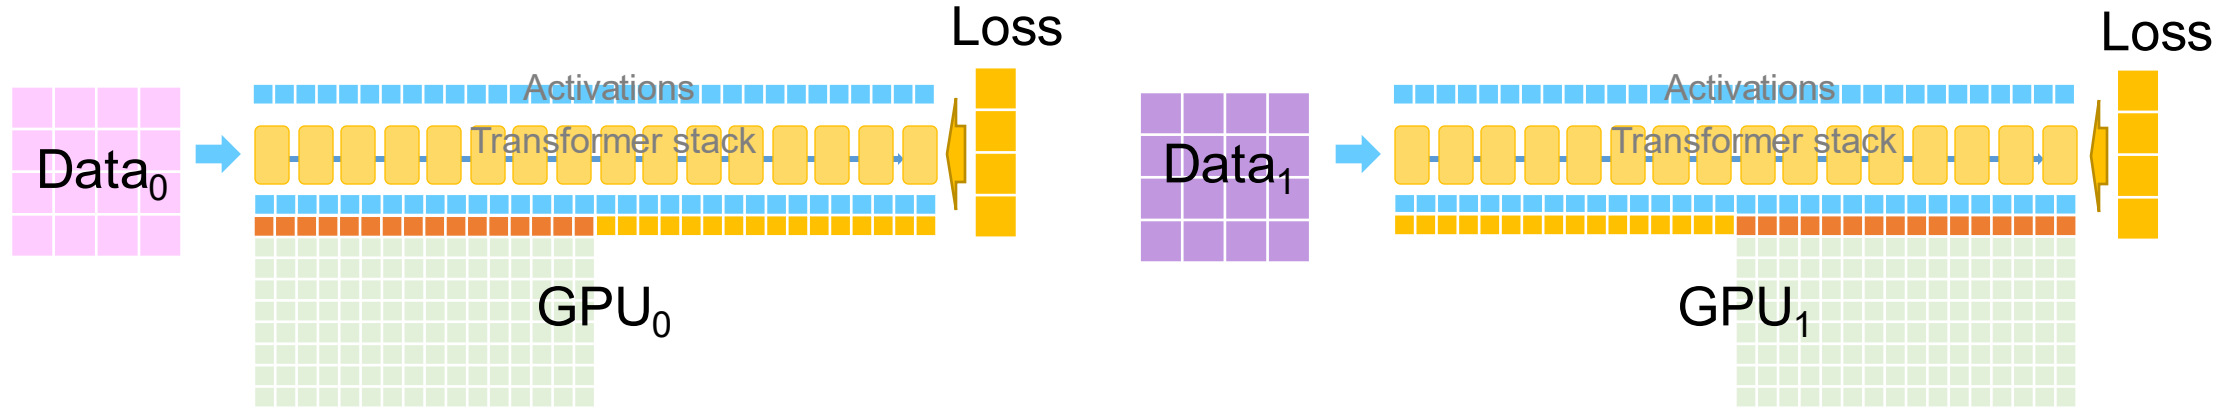 Loss
Activations
Transformer stack
Data0
GPU0
Loss
Activations
Transformer stack
Data1
GPU1